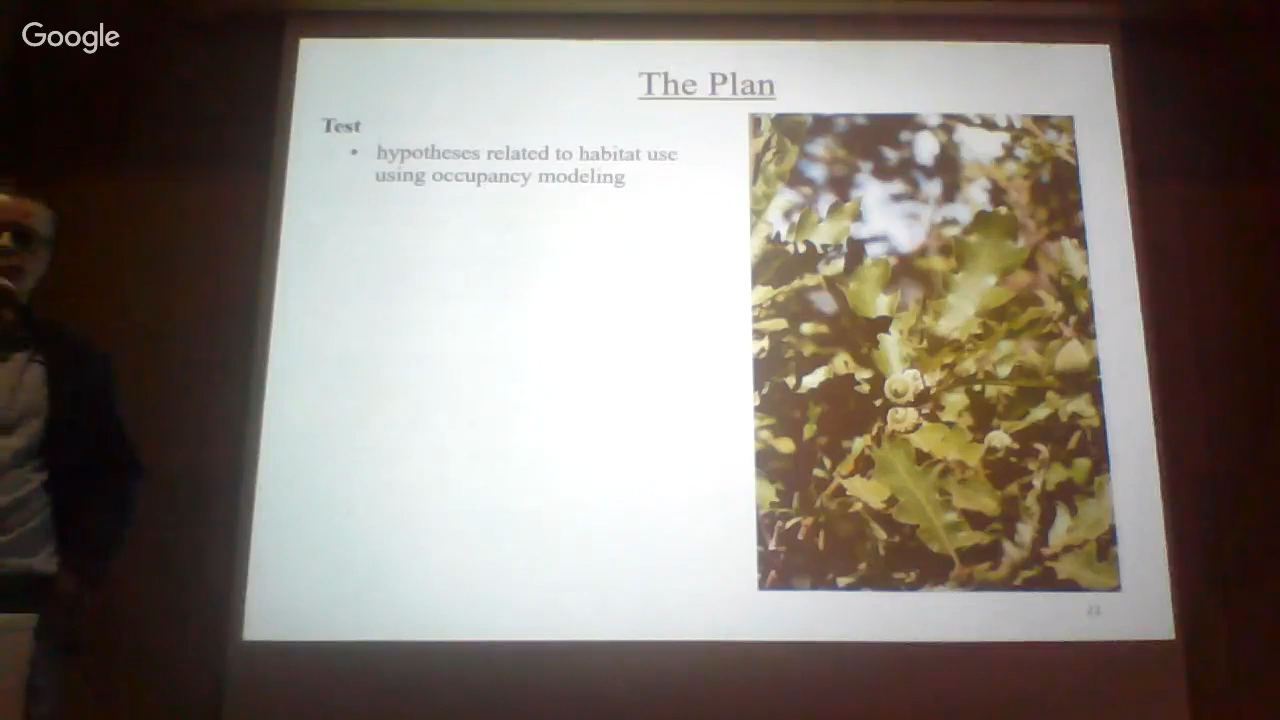 Google
The Plan
Test
• hypotheses related to habitat use
using occupancy modeling